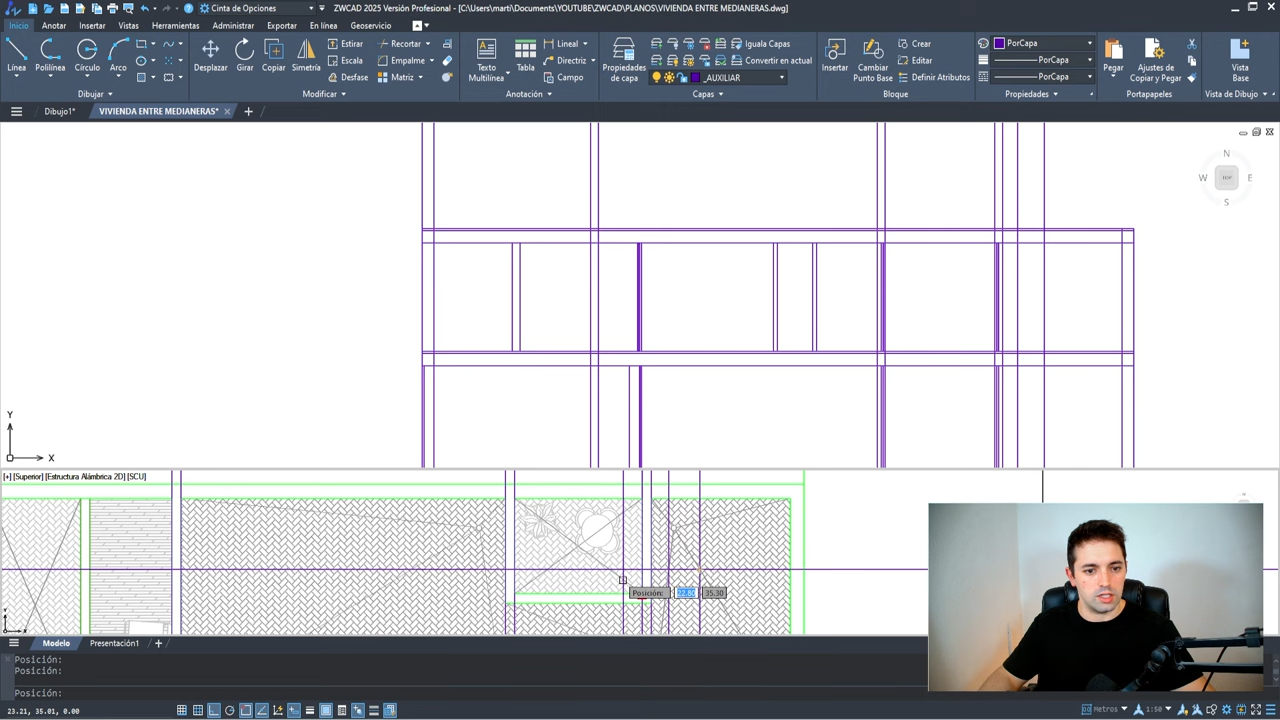 Cinta de Opciones
ZWCAD 2025 Versión Profesional - [C:\Users\marti\Documents\YOUTUBE\ZWCAD\PLANOS\VIVIENDA ENTRE MEDIANERAS.dwg]
Inicio Anotar Insertar Vistas Herramientas Administrar Exportar En línea Geoservicio
Línea Polilínea Círculo Arco
Desplazar Girar Copiar Simetría
Estirar Recortar
Escala Empalme
Desfase Matriz
Texto Multilínea Tabla
Lineal
Directriz
Campo
Propiedades de capa
Iguala Capas
Convertir en actual
_AUXILIAR
Insertar Cambiar Punto Base
Crear
Editar
Definir Atributos
PorCapa
PorCapa
PorCapa
Pegar Ajustes de Copiar y Pegar
Vista Base
Dibujar Modificar Anotación Capas Bloque Propiedades Portapapeles Vista de Dibujo
Dibujo1* VIVIENDA ENTRE MEDIANERAS*
N
W E
S
Y
X
[+] [Superior] [Estructura Alámbrica 2D] [SCU]
Posición: 35.30
Modelo Presentación1
Posición:
Posición:
Posición:
23.21, 35.01, 0.00
Metros 1:50